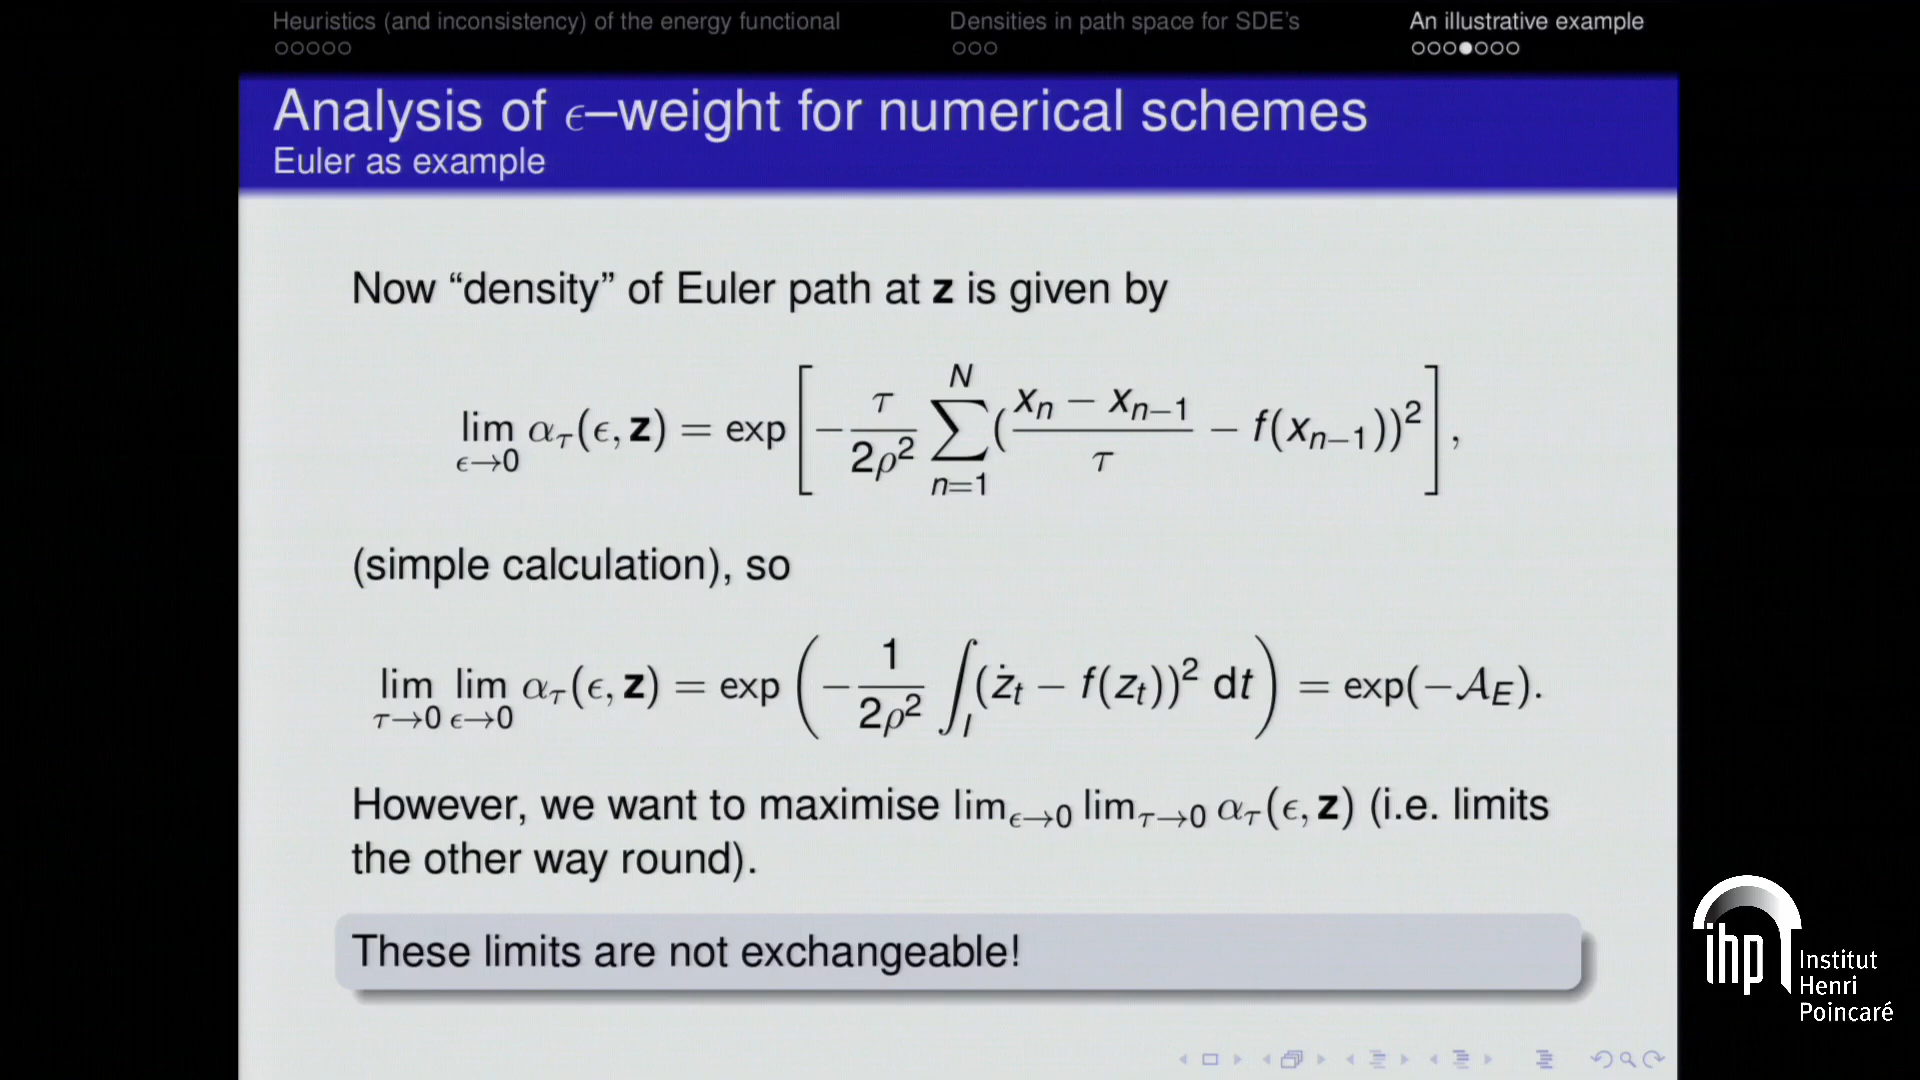 Heuristics (and inconsistency) of the energy functional
Densities in path space for SDE's
An illustrative example
Analysis of ϵ–weight for numerical schemes
Euler as example
Now “density” of Euler path at z is given by
lim_{ϵ→0} α_τ(ϵ, z) = exp [ − τ/(2ρ²) ∑_{n=1}^{N} ( (x_n − x_{n−1})/τ − f(x_{n−1}))² ],
(simple calculation), so
lim_{τ→0} lim_{ϵ→0} α_τ(ϵ, z) = exp ( − 1/(2ρ²) ∫_I (ż_t − f(z_t))² dt ) = exp(−𝒜_E).
However, we want to maximise lim_{ϵ→0} lim_{τ→0} α_τ(ϵ, z) (i.e. limits
the other way round).
These limits are not exchangeable!
ihp
Institut
Henri
Poincaré